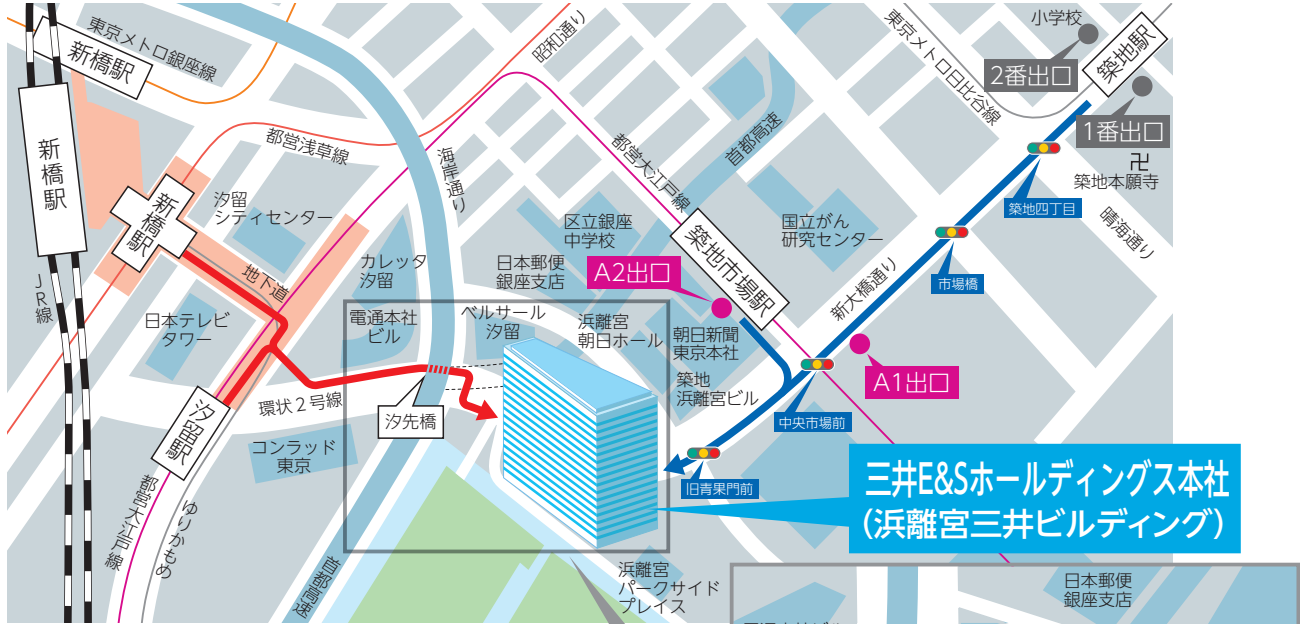 東京メトロ銀座線
新橋駅
新橋駅
JR線
新橋駅
都営浅草線
汐留
シティセンター
地下道
日本テレビ
タワー
汐留駅
環状2号線
コンラッド
東京
都営大江戸線
ゆりかもめ
首都高速
昭和通り
海岸通り
カレッタ
汐留
電通本社
ビル
汐先橋
ベルサール
汐留
日本郵便
銀座支店
区立銀座
中学校
浜離宮
朝日ホール
都営大江戸線
首都高速
A2出口
築地市場駅
朝日新聞
東京本社
築地
浜離宮ビル
国立がん
研究センター
新大橋通り
A1出口
中央市場前
旧青果門前
市場橋
築地四丁目
東京メトロ日比谷線
小学校
2番出口
築地駅
1番出口
卍
築地本願寺
晴海通り
三井E&Sホールディングス本社
(浜離宮三井ビルディング)
浜離宮
パークサイド
プレイス
日本郵便
銀座支店